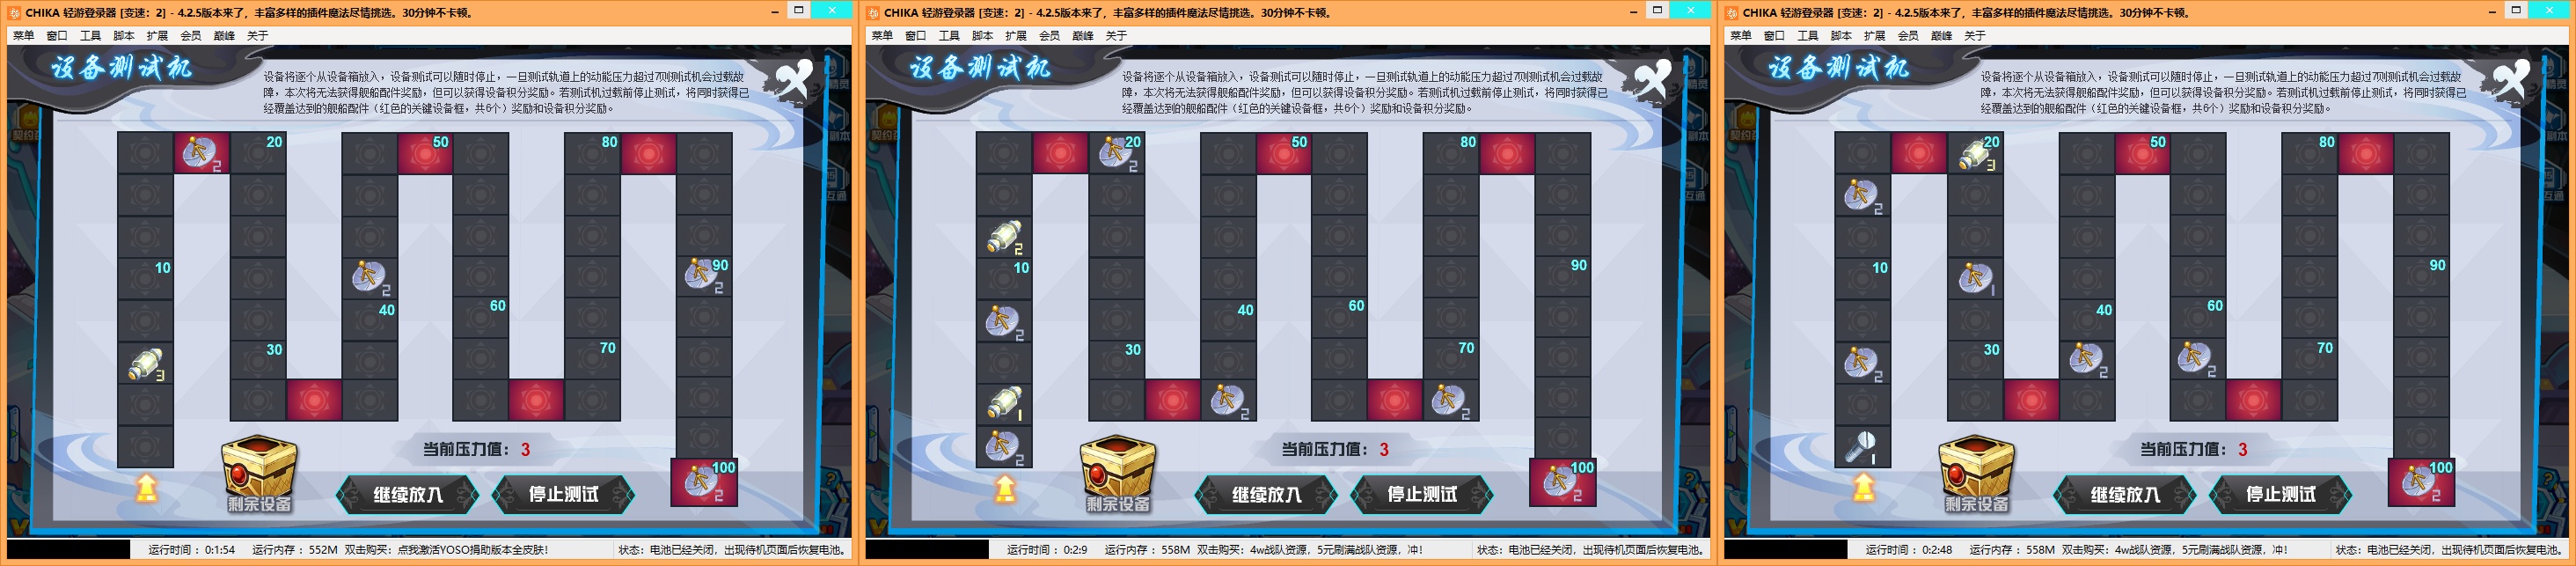 CHIKA 轻游登录器 [变速：2] - 4.2.5版本来了，丰富多样的插件魔法尽情挑选。30分钟不卡顿。
菜单 窗口 工具 脚本 扩展 会员 巅峰 关于
设备测试机
设备将逐个从设备箱放入，设备测试可以随时停止，一旦测试轨道上的动能压力超过7则测试机会过载故
障，本次将无法获得舰船配件奖励，但可以获得设备积分奖励。若测试机过载前停止测试，将同时获得已
经覆盖达到的舰船配件（红色的关键设备框，共6个）奖励和设备积分奖励。
2 20 50 80
10 2 90 2
40 60
3 30 70
当前压力值： 3
100 2
剩余设备 继续放入 停止测试
运行时间 ：0:1:54 运行内存 ：552M 双击购买：点我激活YOSO捐助版本全皮肤! 状态：电池已经关闭，出现待机页面后恢复电池。
CHIKA 轻游登录器 [变速：2] - 4.2.5版本来了，丰富多样的插件魔法尽情挑选。30分钟不卡顿。
菜单 窗口 工具 脚本 扩展 会员 巅峰 关于
设备测试机
设备将逐个从设备箱放入，设备测试可以随时停止，一旦测试轨道上的动能压力超过7则测试机会过载故
障，本次将无法获得舰船配件奖励，但可以获得设备积分奖励。若测试机过载前停止测试，将同时获得已
经覆盖达到的舰船配件（红色的关键设备框，共6个）奖励和设备积分奖励。
20 2 50 80
2
10 90
2 40 60
30 70
1 2 2
2 当前压力值： 3
100 2
剩余设备 继续放入 停止测试
运行时间 ：0:2:9 运行内存 ：558M 双击购买：4w战队资源，5元刷满战队资源，冲! 状态：电池已经关闭，出现待机页面后恢复电池。
CHIKA 轻游登录器 [变速：2] - 4.2.5版本来了，丰富多样的插件魔法尽情挑选。30分钟不卡顿。
菜单 窗口 工具 脚本 扩展 会员 巅峰 关于
设备测试机
设备将逐个从设备箱放入，设备测试可以随时停止，一旦测试轨道上的动能压力超过7则测试机会过载故
障，本次将无法获得舰船配件奖励，但可以获得设备积分奖励。若测试机过载前停止测试，将同时获得已
经覆盖达到的舰船配件（红色的关键设备框，共6个）奖励和设备积分奖励。
20 3 50 80
2
10 1 90
40 60
2 30 2 2 70
1 当前压力值： 3
100 2
剩余设备 继续放入 停止测试
运行时间 ：0:2:48 运行内存 ：558M 双击购买：4w战队资源，5元刷满战队资源，冲! 状态：电池已经关闭，出现待机页面后恢复电池。